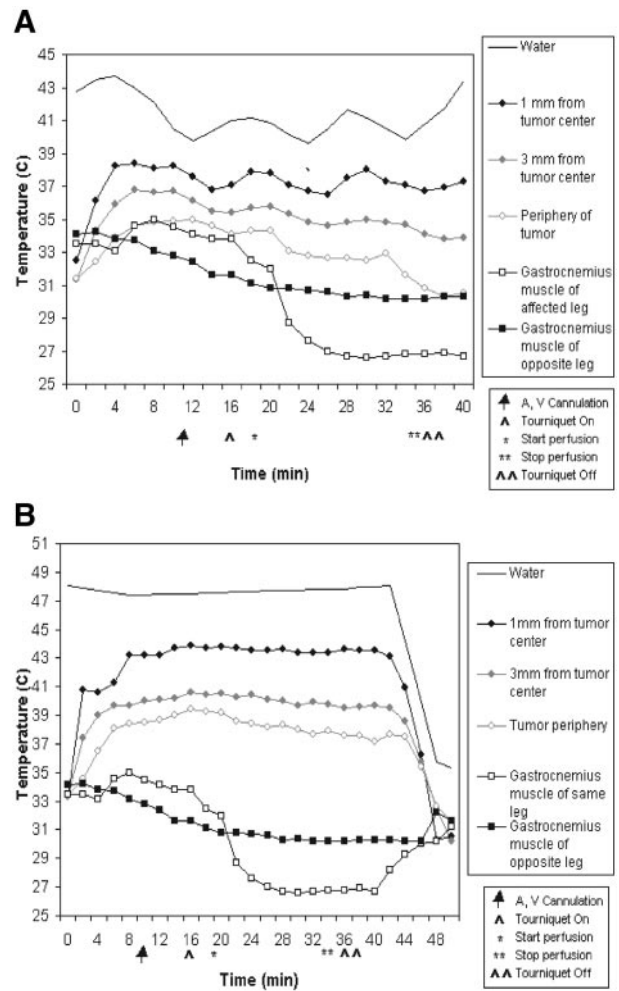 A
45
43
41
39
37
35
33
31
29
27
25
Temperature (C)
0 4 8 12 16 20 24 28 32 36 40
^ * ** ^^
Time (min)
Water
1 mm from
tumor center
3 mm from
tumor center
Periphery of
tumor
Gastrocnemius
muscle of
affected leg
Gastrocnemius
muscle of
opposite leg
A, V Cannulation
^ Tourniquet On
* Start perfusion
** Stop perfusion
^^ Tourniquet Off
B
51
49
47
45
43
41
39
37
35
33
31
29
27
25
Temperature (C)
0 4 8 12 16 20 24 28 32 36 40 44 48
^ * ** ^^
Time (min)
Water
1mm from tumor
center
3mm from tumor
center
Tumor periphery
Gastrocnemius
muscle of same
leg
Gastrocnemius
muscle of
opposite leg
A, V Cannulation
^ Tourniquet On
* Start perfusion
** Stop perfusion
^^ Tourniquet Off